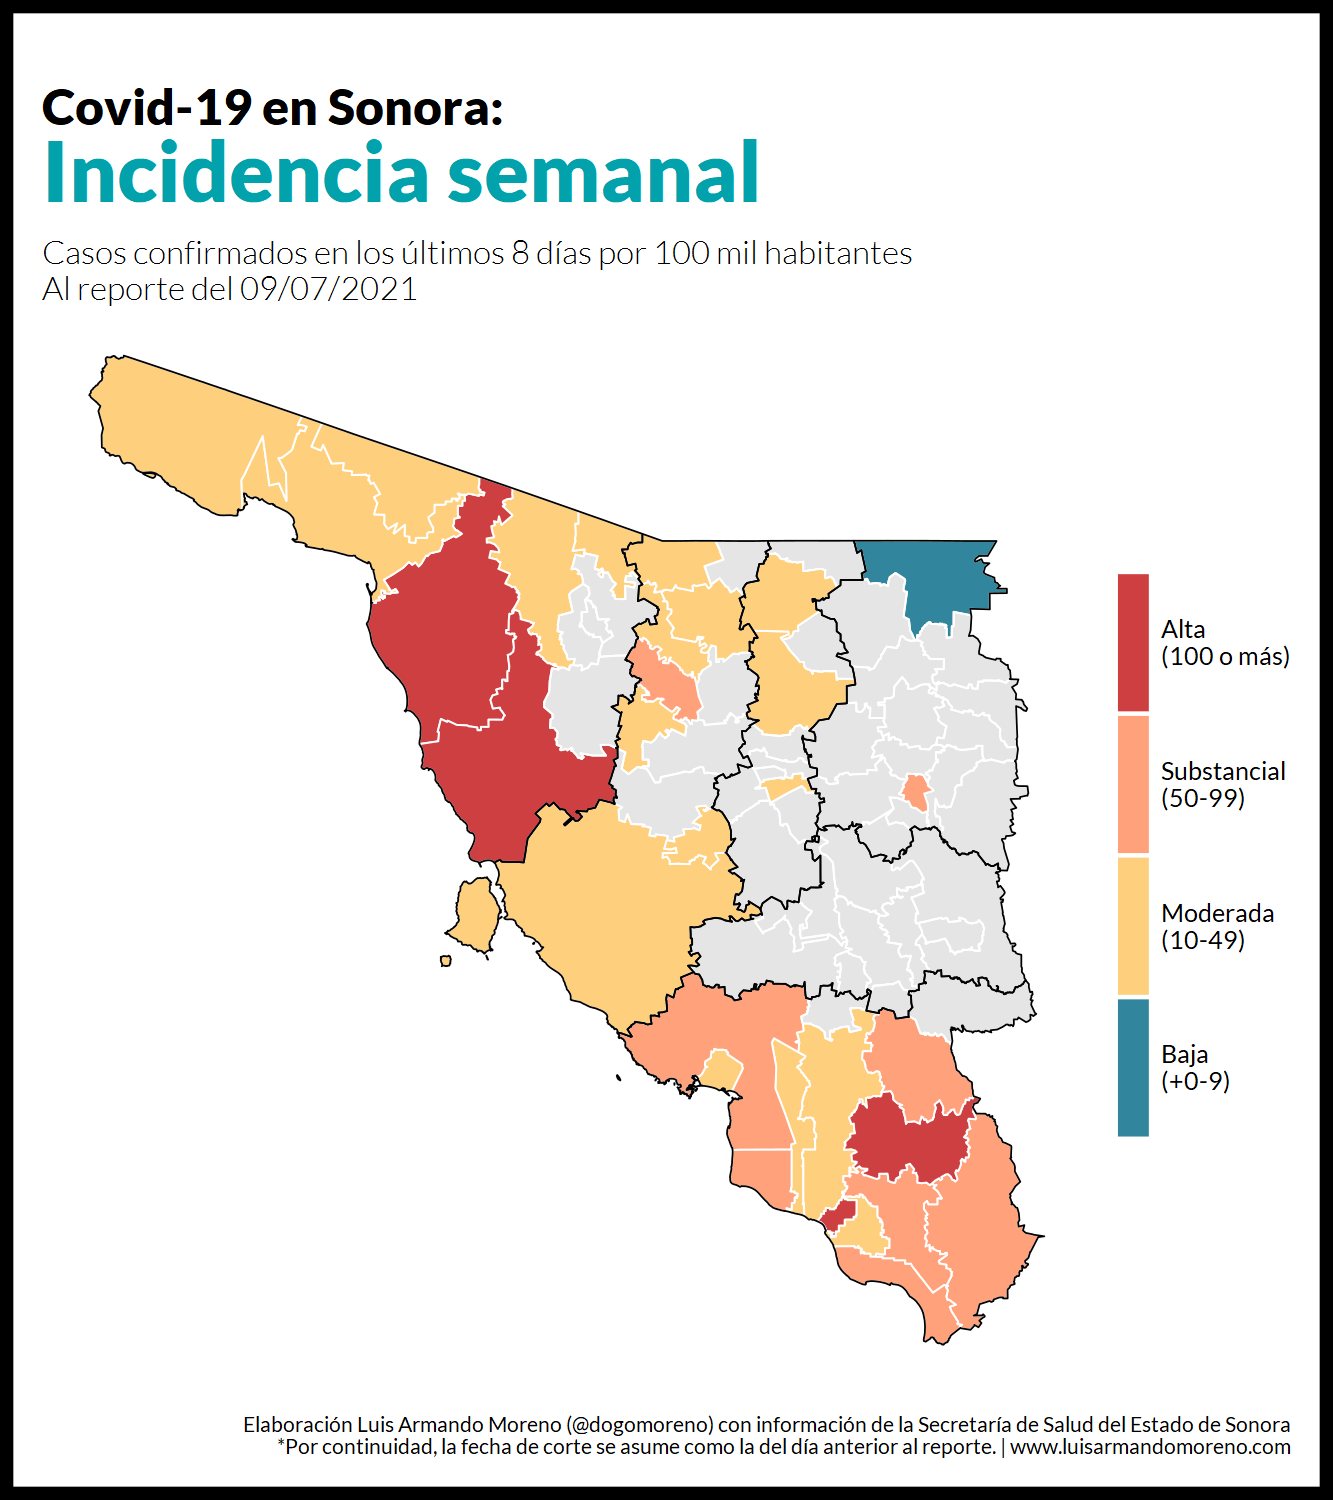 Covid-19 en Sonora:
Incidencia semanal
Casos confirmados en los últimos 8 días por 100 mil habitantes
Al reporte del 09/07/2021
Alta
(100 o más)
Substancial
(50-99)
Moderada
(10-49)
Baja
(+0-9)
Elaboración Luis Armando Moreno (@dogomoreno) con información de la Secretaría de Salud del Estado de Sonora
*Por continuidad, la fecha de corte se asume como la del día anterior al reporte. | www.luisarmandomoreno.com